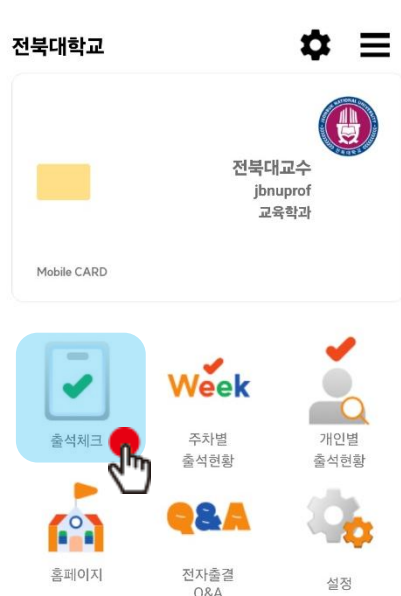 전북대학교
전북대교수
jbnuprof
교육학과
Mobile CARD
Week
출석체크
주차별
출석현황
개인별
출석현황
Q&A
홈페이지
전자출결
Q&A
설정